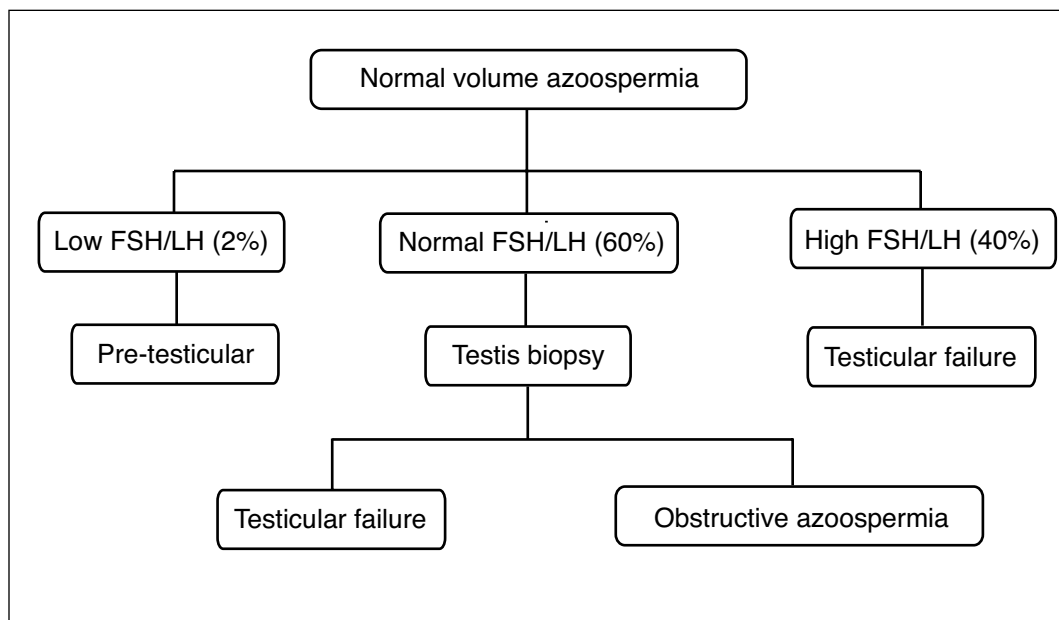 Normal volume azoospermia
Low FSH/LH (2%)
Normal FSH/LH (60%)
High FSH/LH (40%)
Pre-testicular
Testis biopsy
Testicular failure
Testicular failure
Obstructive azoospermia